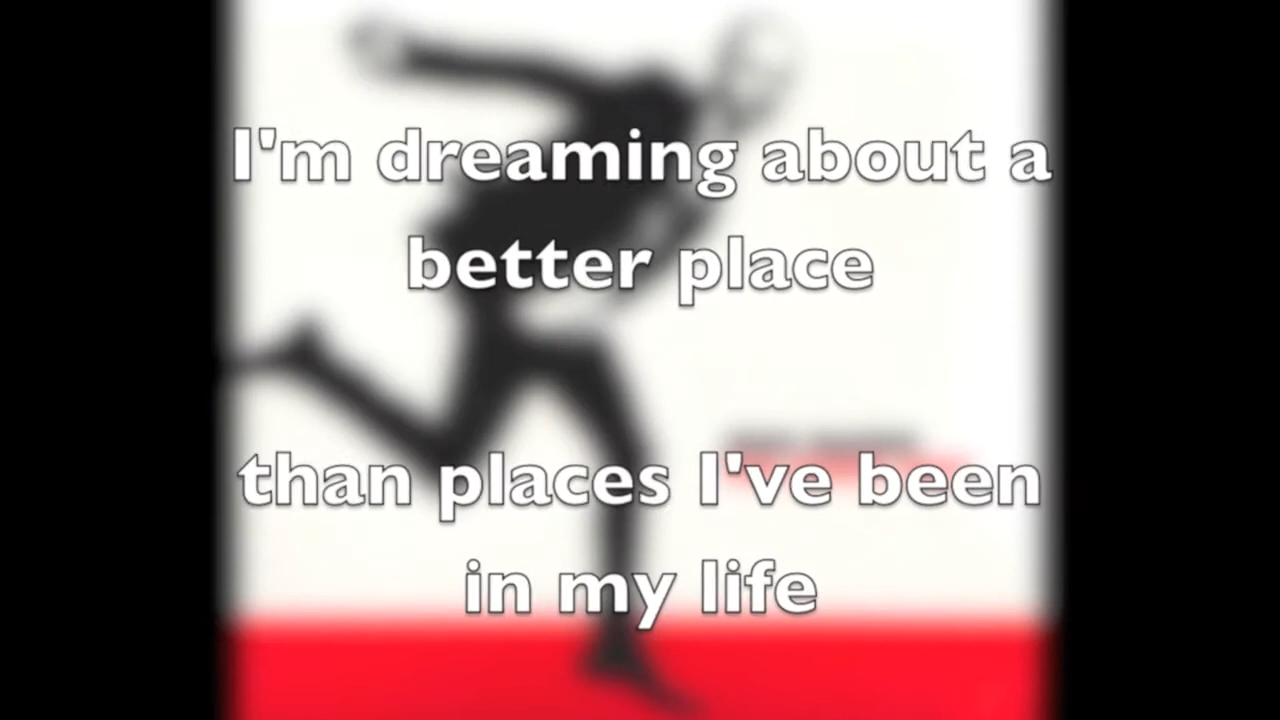 I'm dreaming about a
better place
than places I've been
in my life